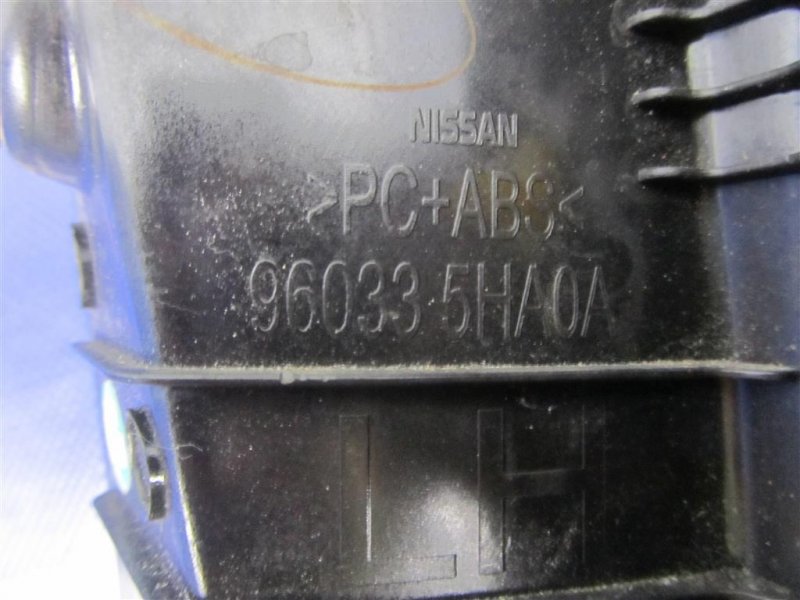 NISSAN
>PC+ABS<
96033 5HA0A
LH